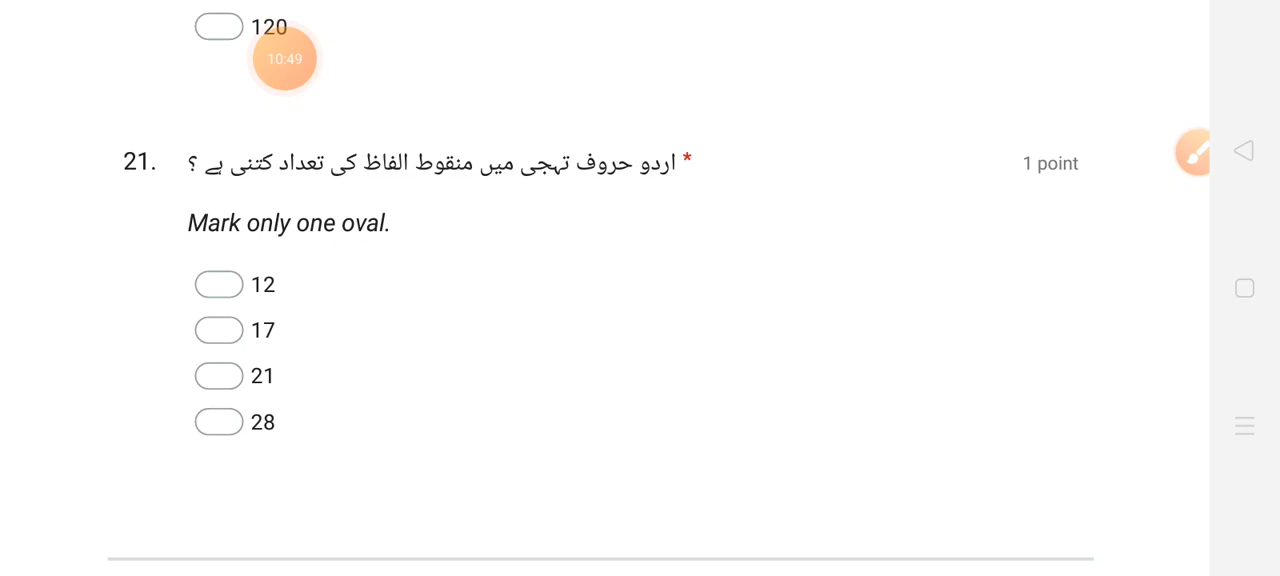 120
10:49
21. اردو حروف تہجی میں منقوط الفاظ کی تعداد کتنی ہے ؟ *
1 point
Mark only one oval.
12
17
21
28